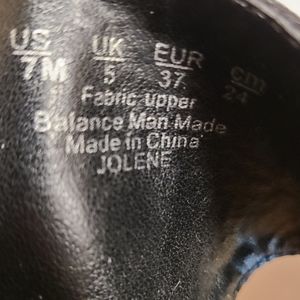 US UK EUR cm
7M 5 37 24
Fabric upper
Balance Man Made
Made in China
JOLENE